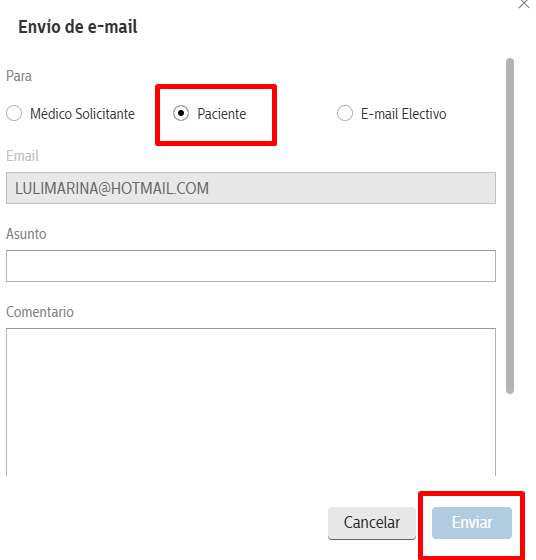 Envío de e-mail
Para
Médico Solicitante Paciente E-mail Electivo
Email
LULIMARINA@HOTMAIL.COM
Asunto
Comentario
Cancelar Enviar